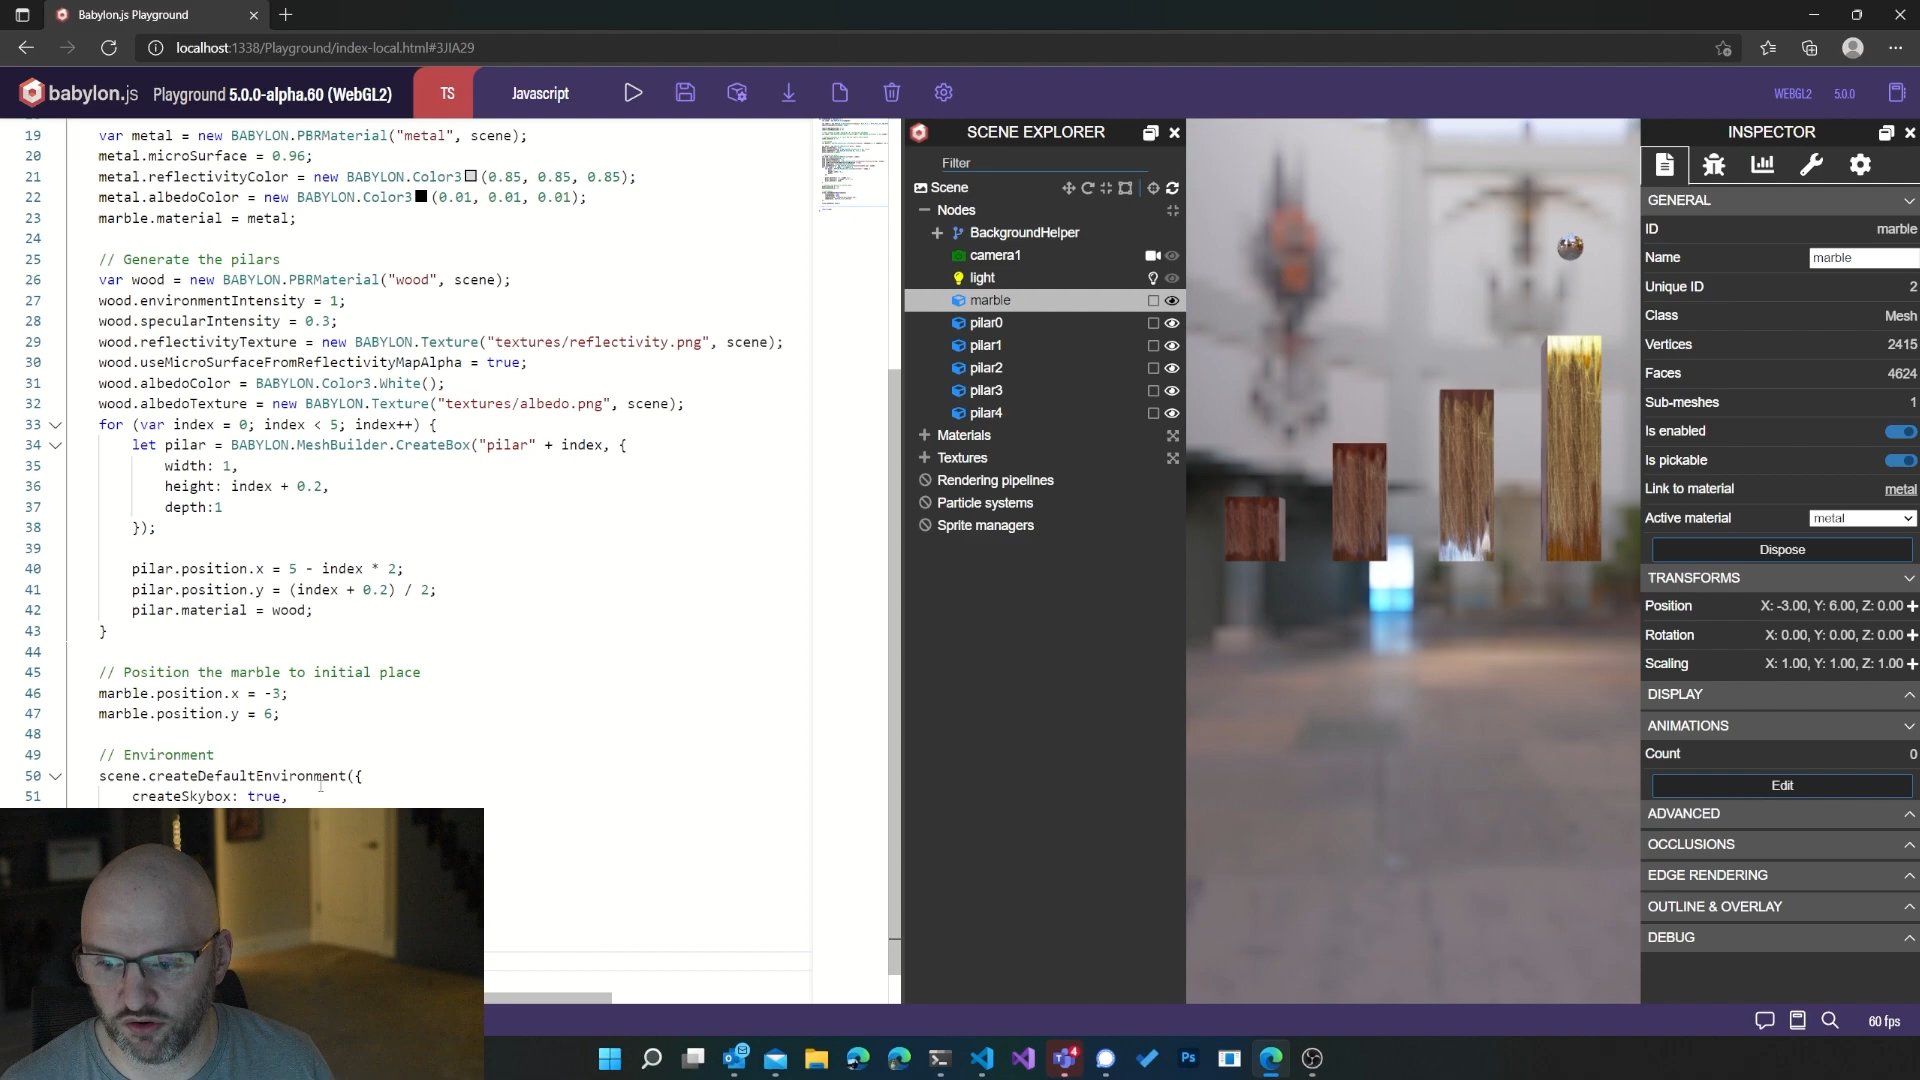 Babylon.js Playground
localhost:1338/Playground/index-local.html#3JIA29
babylon.js Playground 5.0.0-alpha.60 (WebGL2)
TS
Javascript
WEBGL2
5.0.0
19 var metal = new BABYLON.PBRMaterial("metal", scene);
20 metal.microSurface = 0.96;
21 metal.reflectivityColor = new BABYLON.Color3(0.85, 0.85, 0.85);
22 metal.albedoColor = new BABYLON.Color3(0.01, 0.01, 0.01);
23 marble.material = metal;
24
25 // Generate the pilars
26 var wood = new BABYLON.PBRMaterial("wood", scene);
27 wood.environmentIntensity = 1;
28 wood.specularIntensity = 0.3;
29 wood.reflectivityTexture = new BABYLON.Texture("textures/reflectivity.png", scene);
30 wood.useMicroSurfaceFromReflectivityMapAlpha = true;
31 wood.albedoColor = BABYLON.Color3.White();
32 wood.albedoTexture = new BABYLON.Texture("textures/albedo.png", scene);
33 for (var index = 0; index < 5; index++) {
34 let pilar = BABYLON.MeshBuilder.CreateBox("pilar" + index, {
35 width: 1,
36 height: index + 0.2,
37 depth:1
38 });
39
40 pilar.position.x = 5 - index * 2;
41 pilar.position.y = (index + 0.2) / 2;
42 pilar.material = wood;
43 }
44
45 // Position the marble to initial place
46 marble.position.x = -3;
47 marble.position.y = 6;
48
49 // Environment
50 scene.createDefaultEnvironment({
51 createSkybox: true,
SCENE EXPLORER
Filter
Scene
Nodes
BackgroundHelper
camera1
light
marble
pilar0
pilar1
pilar2
pilar3
pilar4
Materials
Textures
Rendering pipelines
Particle systems
Sprite managers
INSPECTOR
GENERAL
ID marble
Name marble
Unique ID 2
Class Mesh
Vertices 2415
Faces 4624
Sub-meshes 1
Is enabled
Is pickable
Link to material metal
Active material metal
Dispose
TRANSFORMS
Position X: -3.00, Y: 6.00, Z: 0.00
Rotation X: 0.00, Y: 0.00, Z: 0.00
Scaling X: 1.00, Y: 1.00, Z: 1.00
DISPLAY
ANIMATIONS
Count 0
Edit
ADVANCED
OCCLUSIONS
EDGE RENDERING
OUTLINE & OVERLAY
DEBUG
60 fps
4
Ps